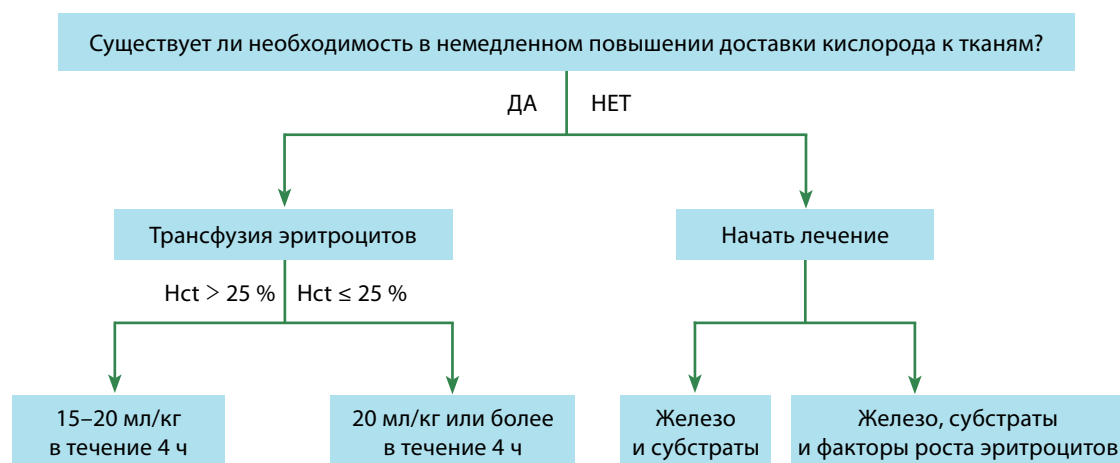 Существует ли необходимость в немедленном повышении доставки кислорода к тканям?
ДА
НЕТ
Трансфузия эритроцитов
Начать лечение
Hct > 25 %
Hct ≤ 25 %
15–20 мл/кг
в течение 4 ч
20 мл/кг или более
в течение 4 ч
Железо
и субстраты
Железо, субстраты
и факторы роста эритроцитов